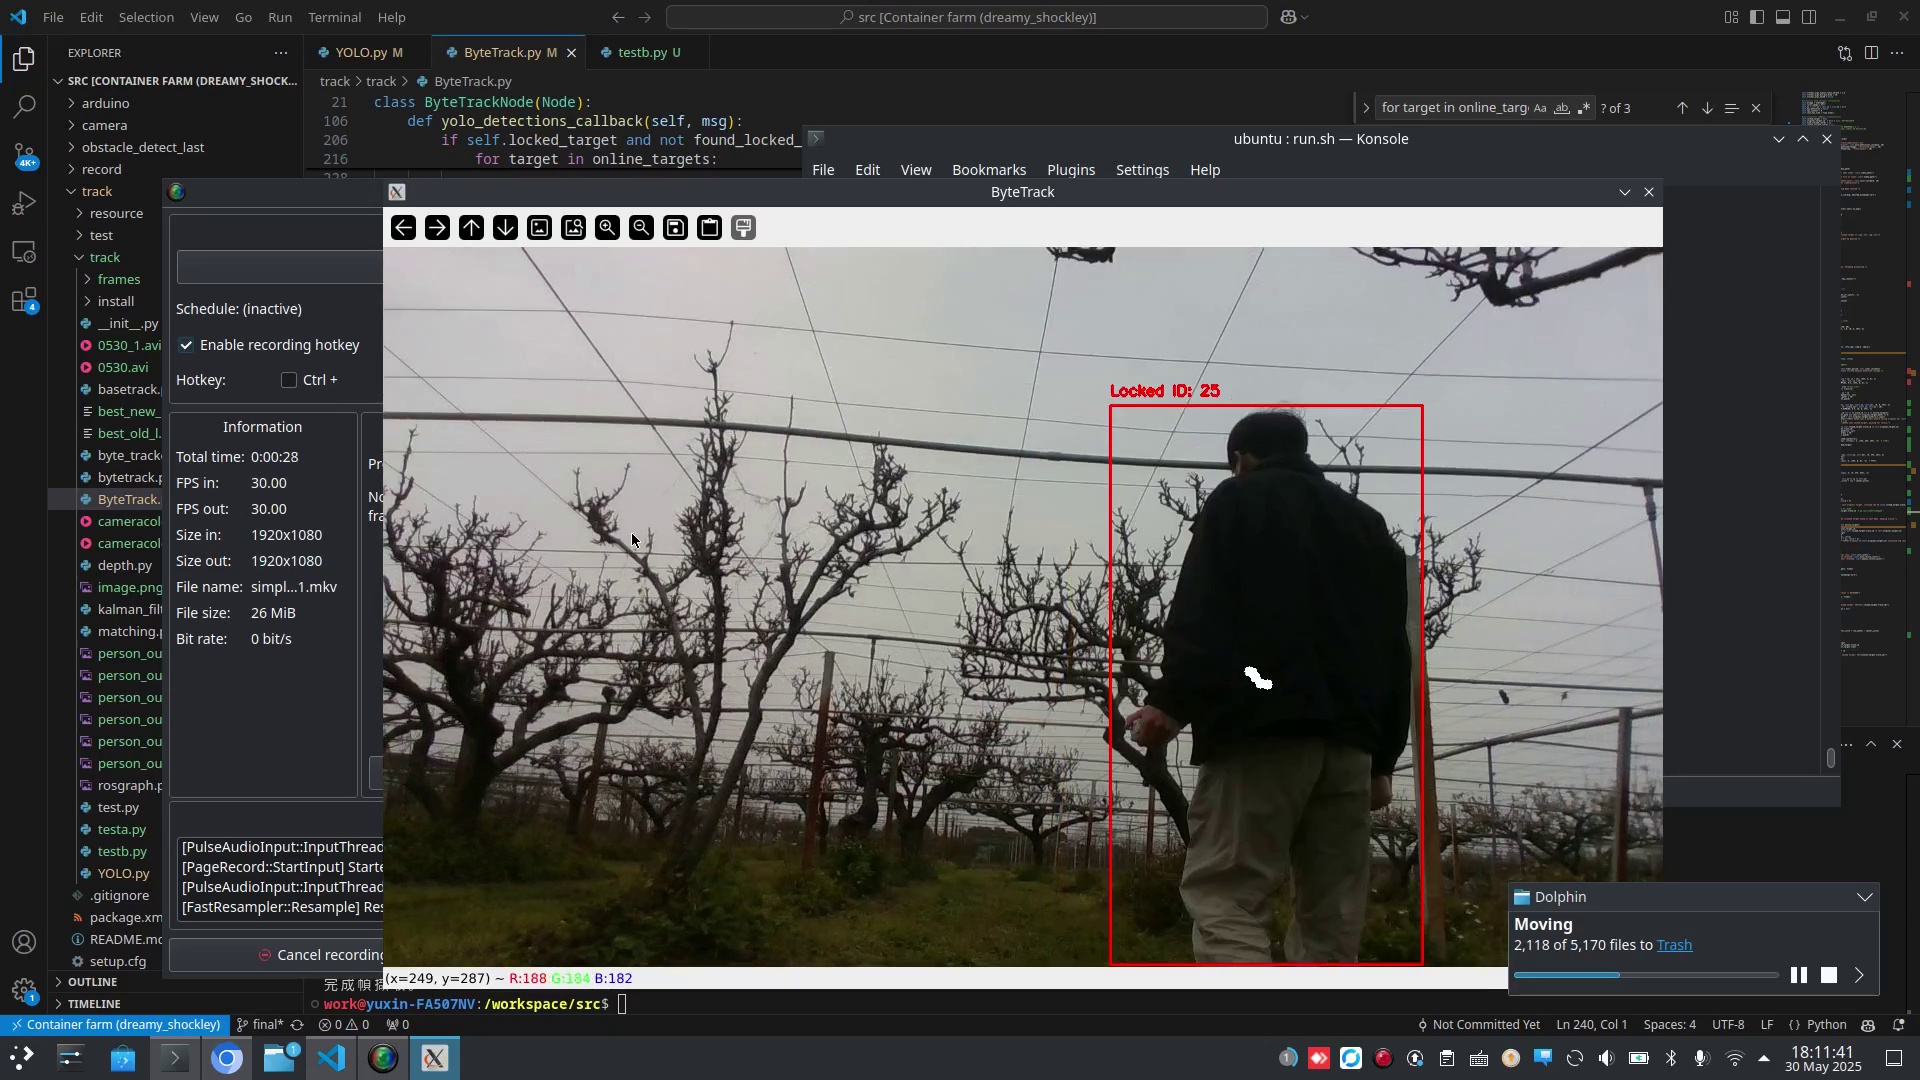 File Edit Selection View Go Run Terminal Help
src [Container farm (dreamy_shockley)]
EXPLORER
YOLO.py M
ByteTrack.py M
testb.py U
SRC [CONTAINER FARM (DREAMY_SHOCK...
track > track > ByteTrack.py
21 class ByteTrackNode(Node):
106 def yolo_detections_callback(self, msg):
206 if self.locked_target and not found_locked_
216 for target in online_targets:
for target in online_targ
Aa ab
? of 3
arduino
camera
obstacle_detect_last
record
track
resource
test
track
frames
install
__init__.py
0530_1.avi
0530.avi
basetrack.
best_new_
best_old_l.
byte_track
bytetrack.p
ByteTrack.
cameracol
cameracol
depth.py
image.png
kalman_fil
matching.p
person_ou
person_ou
person_ou
person_ou
person_ou
person_ou
rosgraph.p
test.py
testa.py
testb.py
YOLO.py
.gitignore
package.xm
README.md
setup.cfg
OUTLINE
TIMELINE
4K+
4
1
ubuntu : run.sh — Konsole
File Edit View Bookmarks Plugins Settings Help
ByteTrack
Schedule: (inactive)
Enable recording hotkey
Hotkey: Ctrl +
Information
Total time: 0:00:28
FPS in: 30.00
FPS out: 30.00
Size in: 1920x1080
Size out: 1920x1080
File name: simpl...1.mkv
File size: 26 MiB
Bit rate: 0 bit/s
Pr
No
fra
[PulseAudioInput::InputThread
[PageRecord::StartInput] Starte
[PulseAudioInput::InputThread
[FastResampler::Resample] Res
Cancel recording
Locked ID: 25
(x=249, y=287) ~ R:188 G:184 B:182
work@yuxin-FA507NV:/workspace/src$
Dolphin
Moving
2,118 of 5,170 files to Trash
Container farm (dreamy_shockley) final* 0 0 0
Not Committed Yet Ln 240, Col 1 Spaces: 4 UTF-8 LF Python
1
1
18:11:41
30 May 2025